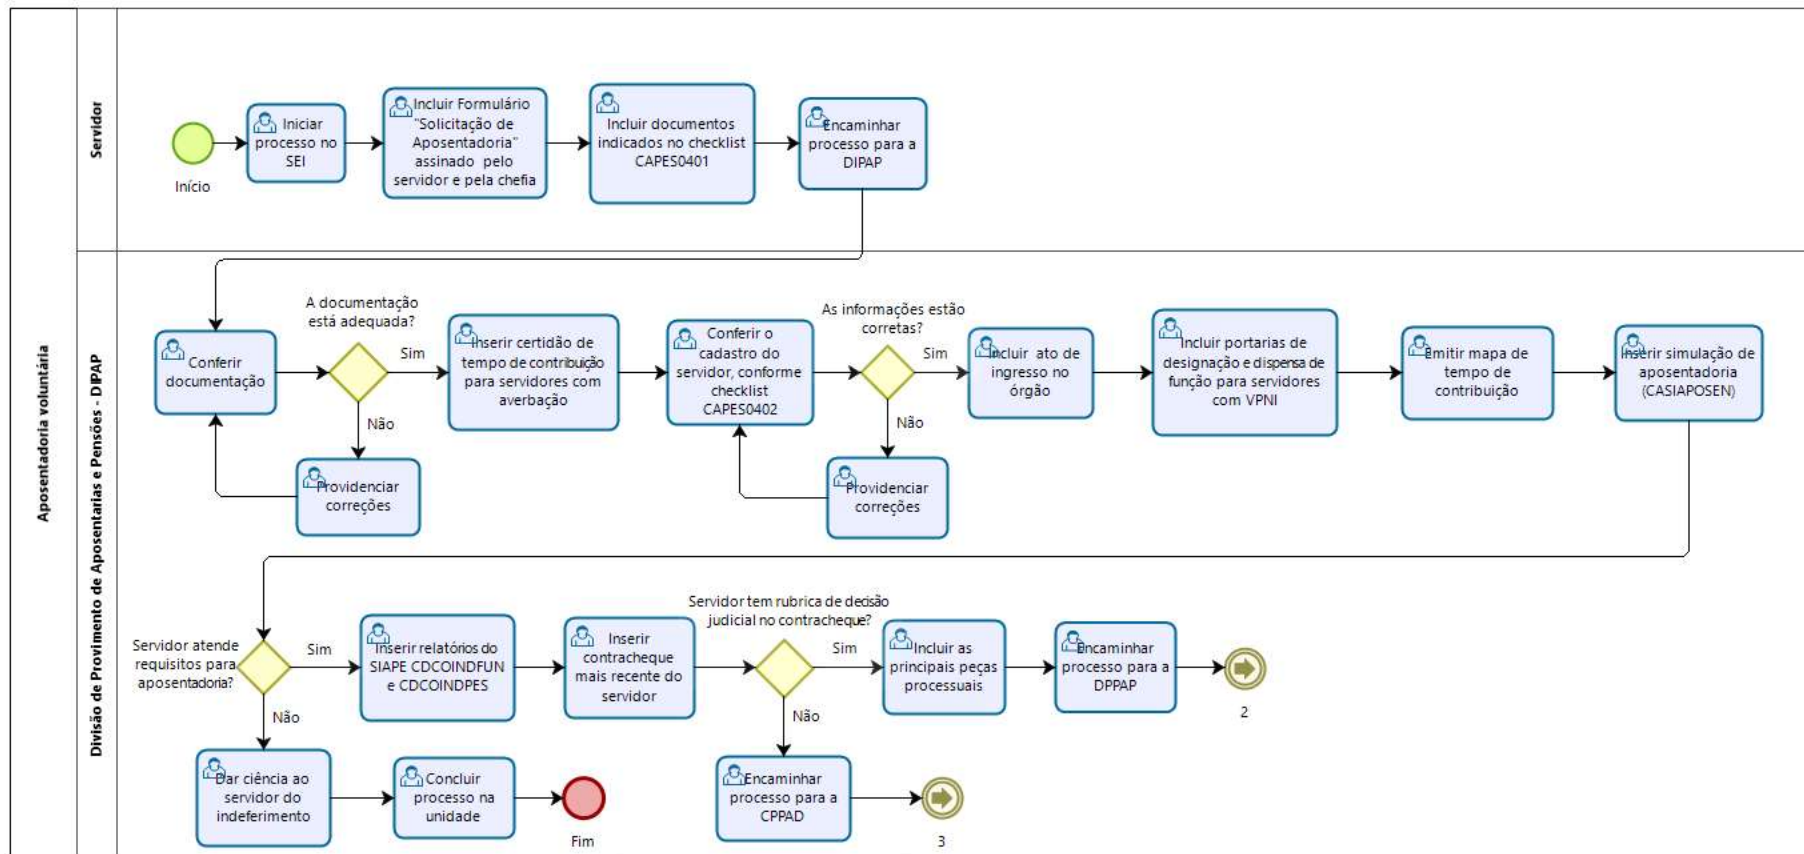 Aposentadoria voluntária
Servidor
Início
Iniciar
processo no
SEI
Incluir Formulário
"Solicitação de
Aposentadoria"
assinado pelo
servidor e pela chefia
Incluir documentos
indicados no checklist
CAPES0401
Encaminhar
processo para a
DIPAP
Divisão de Provimento de Aposentarias e Pensões - DIPAP
Conferir
documentação
A documentação
está adequada?
Sim
Não
Providenciar
correções
Inserir certidão de
tempo de contribuição
para servidores com
averbação
Conferir o
cadastro do
servidor, conforme
checklist
CAPES0402
As informações estão
corretas?
Sim
Não
Providenciar
correções
Incluir ato de
ingresso no
órgão
Incluir portarias de
designação e dispensa de
função para servidores
com VPNI
Emitir mapa de
tempo de
contribuição
Inserir simulação de
aposentadoria
(CASIAPOSEN)
Servidor atende
requisitos para
aposentadoria?
Sim
Não
Inserir relatórios do
SIAPE CDCOINDFUN
e CDCOINDPES
Inserir
contracheque
mais recente do
servidor
Servidor tem rubrica de decisão
judicial no contracheque?
Sim
Não
Incluir as
principais peças
processuais
Encaminhar
processo para a
DPPAP
2
Dar ciência ao
servidor do
indeferimento
Concluir
processo na
unidade
Fim
Encaminhar
processo para a
CPPAD
3